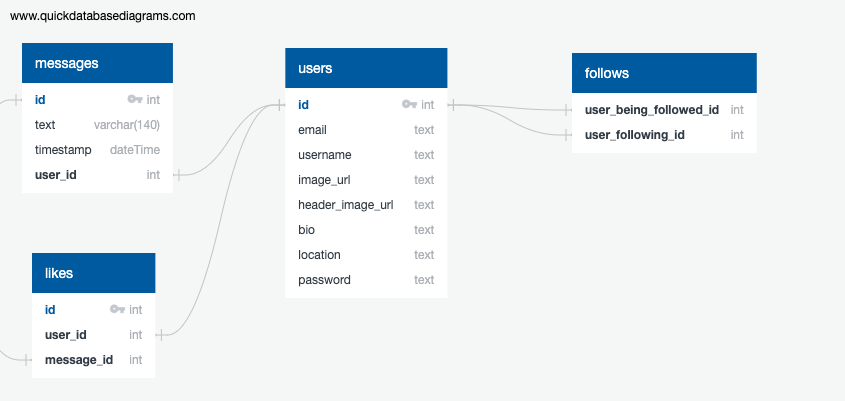 www.quickdatabasediagrams.com
messages
id int
text varchar(140)
timestamp dateTime
user_id int
users
id int
email text
username text
image_url text
header_image_url text
bio text
location text
password text
follows
user_being_followed_id int
user_following_id int
likes
id int
user_id int
message_id int